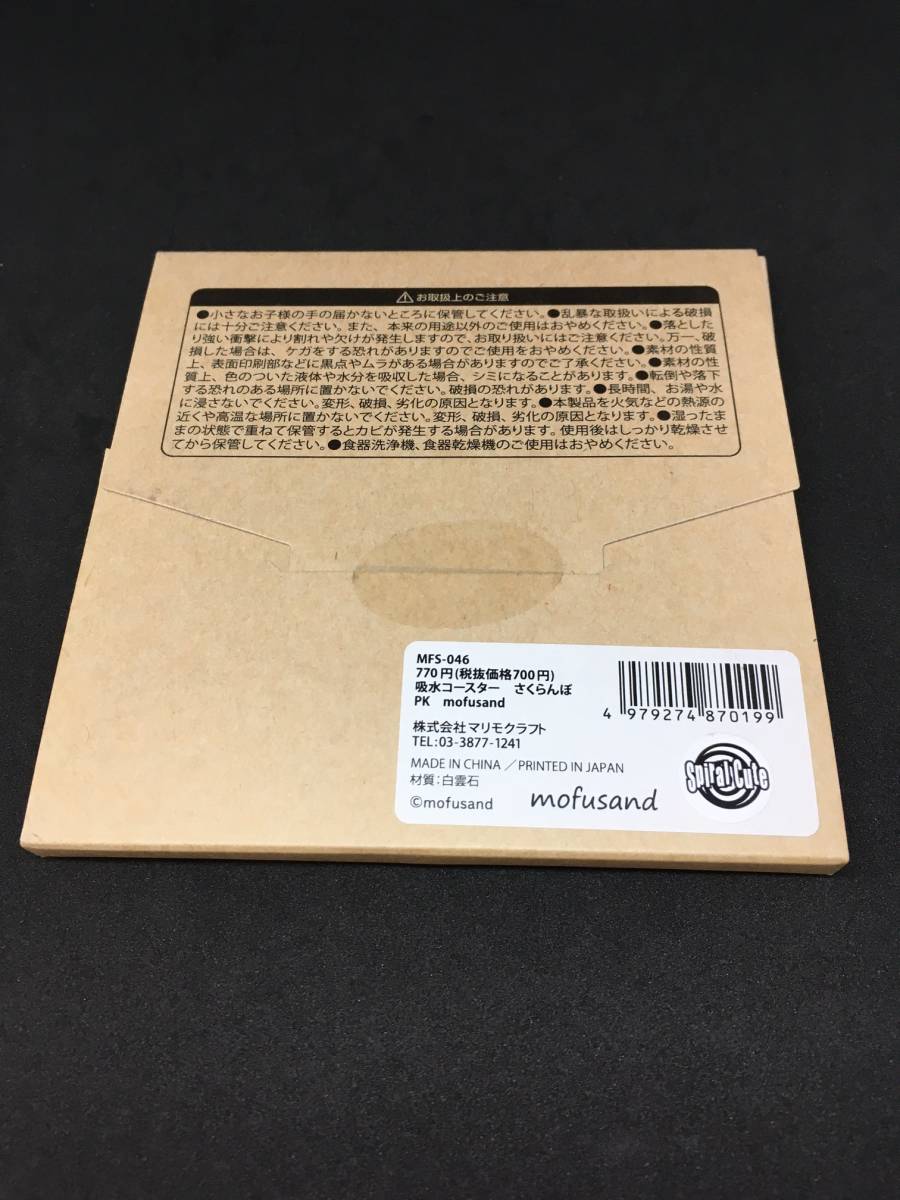 ⚠お取扱上のご注意
●小さなお子様の手の届かないところに保管してください。●乱暴な取扱いによる破損
には十分ご注意ください。また、本来の用途以外のご使用はおやめください。●落とした
り強い衝撃により割れや欠けが発生しますので、お取り扱いにはご注意ください。万一、破
損した場合は、ケガをする恐れがありますのでご使用をおやめください。●素材の性質
上、表面印刷部などに黒点やムラがある場合がありますのでご了承ください。●素材の性
質上、色のついた液体や水分を吸収した場合、シミになることがあります。●転倒や落下
する恐れのある場所に置かないでください。破損の恐れがあります。●長時間、お湯や水
に浸さないでください。変形、破損、劣化の原因となります。●本製品を火気などの熱源の
近くや高温な場所に置かないでください。変形、破損、劣化の原因となります。●湿ったま
まの状態で重ねて保管するとカビが発生する場合があります。使用後はしっかり乾燥させ
てから保管してください。●食器洗浄機、食器乾燥機のご使用はおやめください。
MFS-046
770円(税抜価格700円)
吸水コースター さくらんぼ
PK mofusand
4 979274 870199
株式会社マリモクラフト
TEL:03-3877-1241
MADE IN CHINA／PRINTED IN JAPAN
材質：白雲石
©mofusand mofusand
Spiral Cute